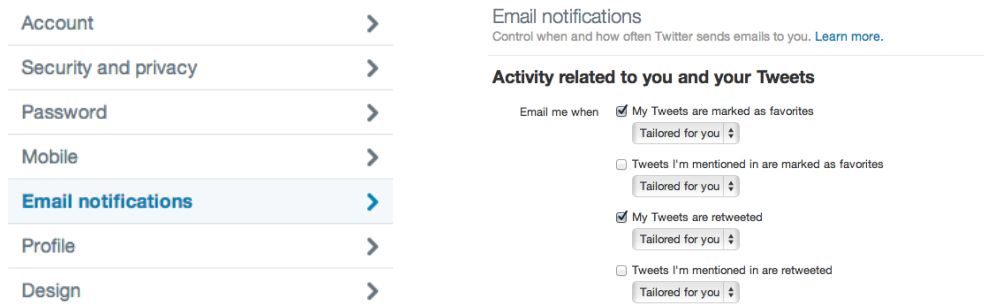 Account
Security and privacy
Password
Mobile
Email notifications
Profile
Design
Email notifications
Control when and how often Twitter sends emails to you. Learn more.
Activity related to you and your Tweets
Email me when
My Tweets are marked as favorites
Tailored for you
Tweets I'm mentioned in are marked as favorites
Tailored for you
My Tweets are retweeted
Tailored for you
Tweets I'm mentioned in are retweeted
Tailored for you